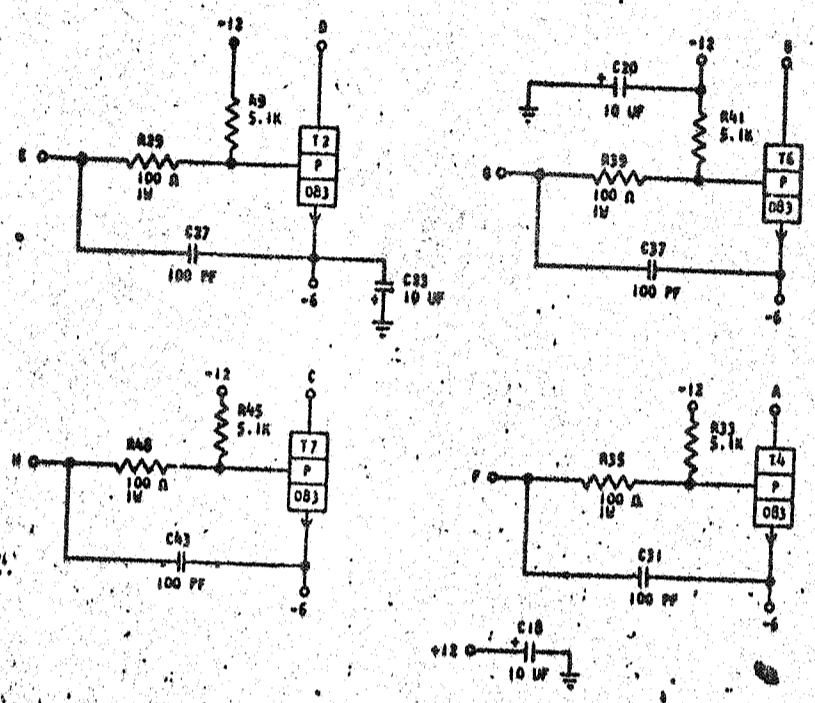 -12
D
R9
5.1K
T2
P
083
R29
100 Ω
1W
E
C27
100 PF
C23
10 UF
-6
-12
B
C20
10 UF
R41
5.1K
T6
P
083
R39
100 Ω
1W
C37
100 PF
-6
-12
C
R45
5.1K
T7
P
083
R48
100 Ω
1W
H
C43
100 PF
-6
-12
A
R33
5.1K
T4
P
083
R35
100 Ω
1W
F
C31
100 PF
-6
+12
+
C18
10 UF